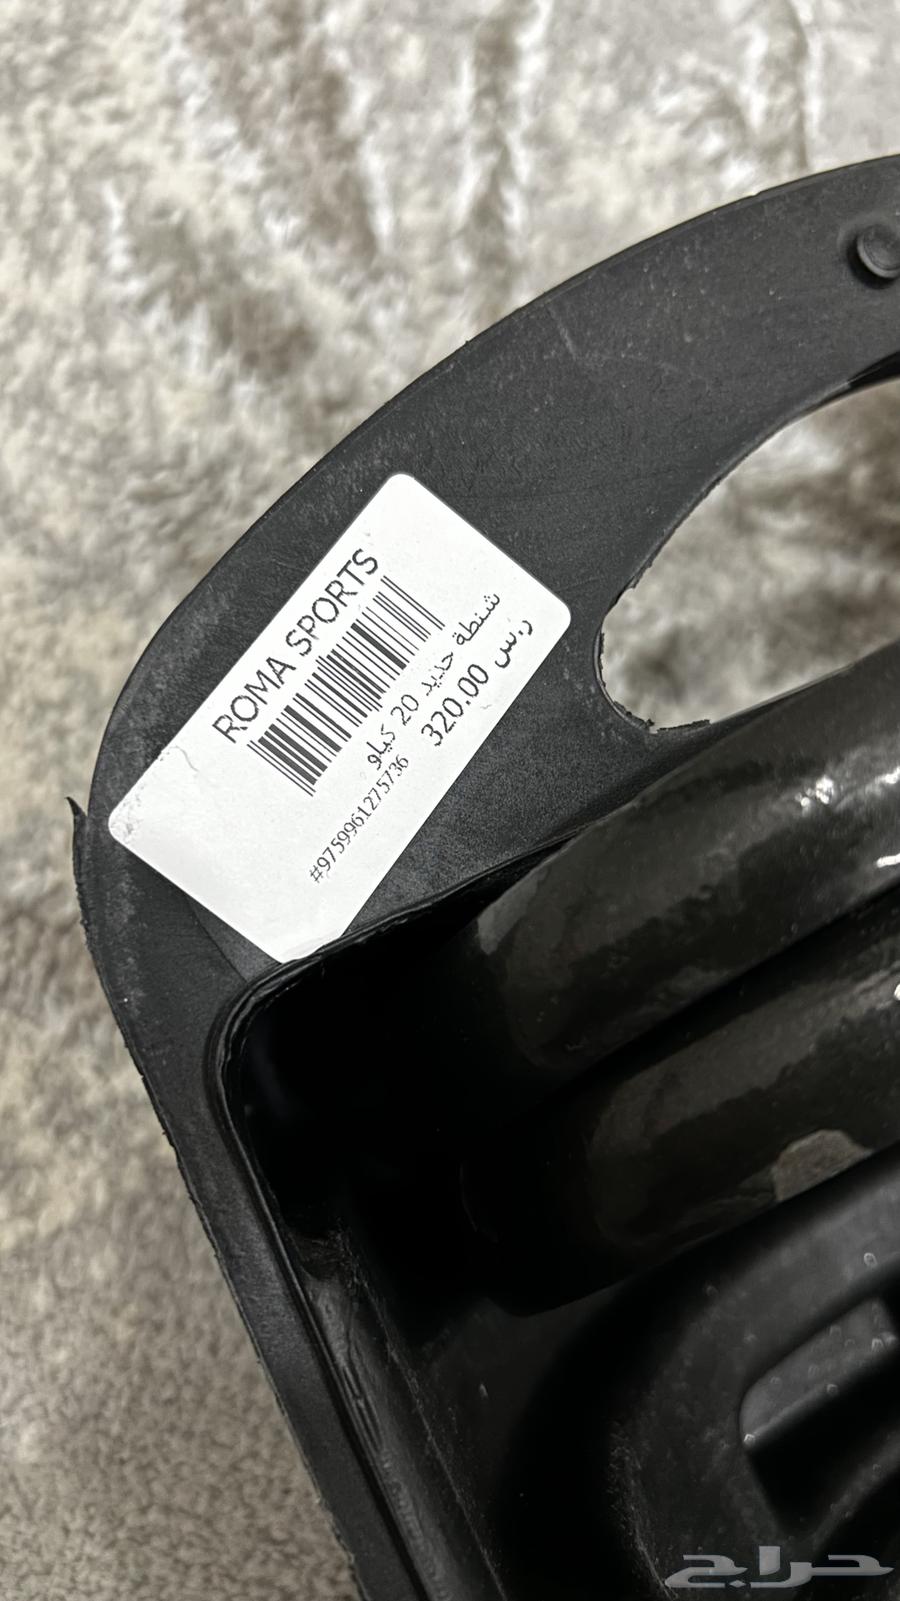 ROMA SPORTS
شنطة حديد 20 كيلو
320.00 ر.س
#9759961275736
حراج